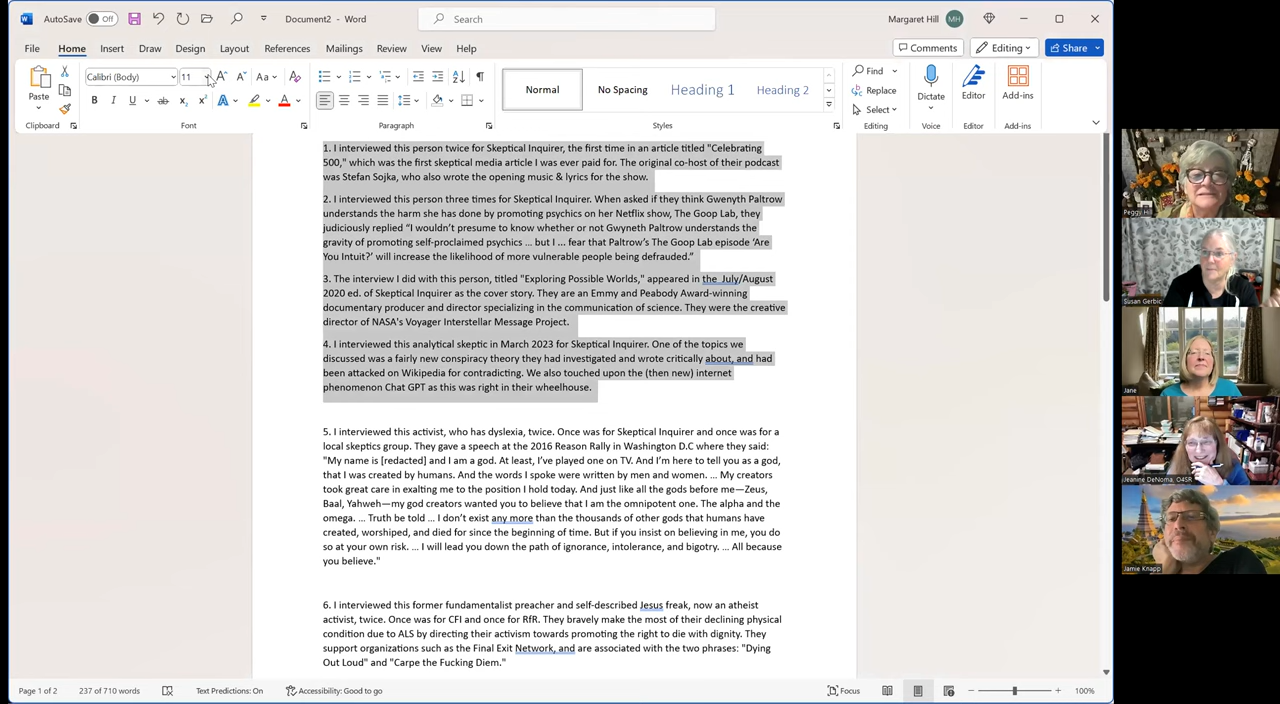 AutoSave Off Document2 - Word Search Margaret Hill MH
File Home Insert Draw Design Layout References Mailings Review View Help Comments Editing Share
Paste Calibri (Body) 11 Aa Normal No Spacing Heading 1 Heading 2 Find Replace Select Dictate Editor Add-ins
B I U ab x₂ x² A A
Clipboard Font Paragraph Styles Editing Voice Editor Add-ins
1. I interviewed this person twice for Skeptical Inquirer, the first time in an article titled "Celebrating
500," which was the first skeptical media article I was ever paid for. The original co-host of their podcast
was Stefan Sojka, who also wrote the opening music & lyrics for the show.
2. I interviewed this person three times for Skeptical Inquirer. When asked if they think Gwenyth Paltrow
understands the harm she has done by promoting psychics on her Netflix show, The Goop Lab, they
judiciously replied “I wouldn’t presume to know whether or not Gwyneth Paltrow understands the
gravity of promoting self-proclaimed psychics ... but I ... fear that Paltrow’s The Goop Lab episode ‘Are
You Intuit?’ will increase the likelihood of more vulnerable people being defrauded.”
3. The interview I did with this person, titled "Exploring Possible Worlds," appeared in the July/August
2020 ed. of Skeptical Inquirer as the cover story. They are an Emmy and Peabody Award-winning
documentary producer and director specializing in the communication of science. They were the creative
director of NASA's Voyager Interstellar Message Project.
4. I interviewed this analytical skeptic in March 2023 for Skeptical Inquirer. One of the topics we
discussed was a fairly new conspiracy theory they had investigated and wrote critically about, and had
been attacked on Wikipedia for contradicting. We also touched upon the (then new) internet
phenomenon Chat GPT as this was right in their wheelhouse.
5. I interviewed this activist, who has dyslexia, twice. Once was for Skeptical Inquirer and once was for a
local skeptics group. They gave a speech at the 2016 Reason Rally in Washington D.C where they said:
"My name is [redacted] and I am a god. At least, I’ve played one on TV. And I’m here to tell you as a god,
that I was created by humans. And the words I spoke were written by men and women. ... My creators
took great care in exalting me to the position I hold today. And just like all the gods before me—Zeus,
Baal, Yahweh—my god creators wanted you to believe that I am the omnipotent one. The alpha and the
omega. ... Truth be told ... I don’t exist any more than the thousands of other gods that humans have
created, worshiped, and died for since the beginning of time. But if you insist on believing in me, you do
so at your own risk. ... I will lead you down the path of ignorance, intolerance, and bigotry. ... All because
you believe."
6. I interviewed this former fundamentalist preacher and self-described Jesus freak, now an atheist
activist, twice. Once was for CFI and once for RfR. They bravely make the most of their declining physical
condition due to ALS by directing their activism towards promoting the right to die with dignity. They
support organizations such as the Final Exit Network, and are associated with the two phrases: "Dying
Out Loud" and "Carpe the Fucking Diem."
Page 1 of 2 237 of 710 words Text Predictions: On Accessibility: Good to go Focus 100%
Peggy Hill
Susan Gerbic
Jane
Jeanine DeNoma, O4SR
Jamie Knapp